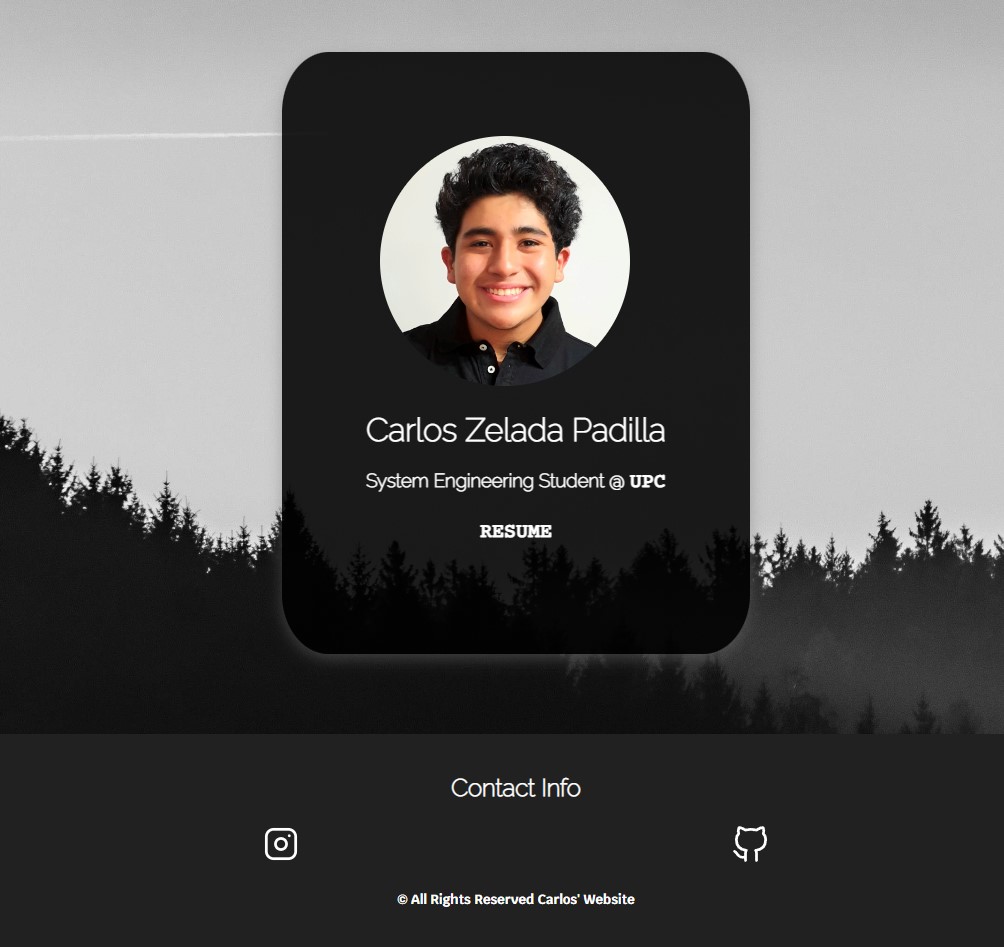 Carlos Zelada Padilla
System Engineering Student @ UPC
RESUME
Contact Info
© All Rights Reserved Carlos' Website